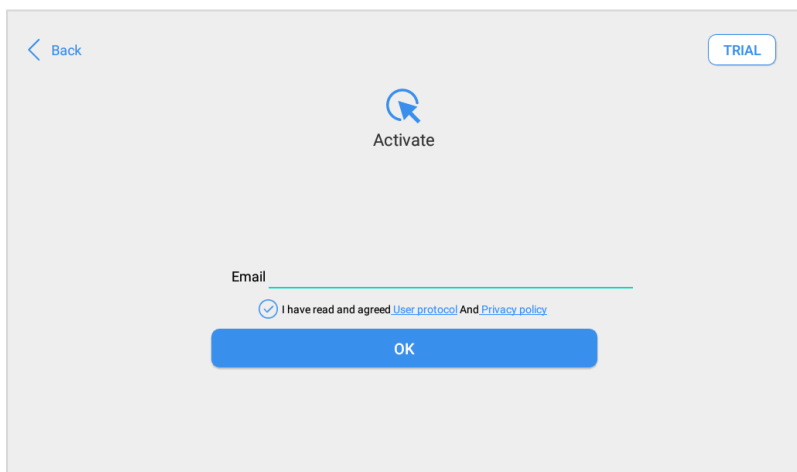 Back
TRIAL
Activate
Email
I have read and agreed User protocol And Privacy policy
OK